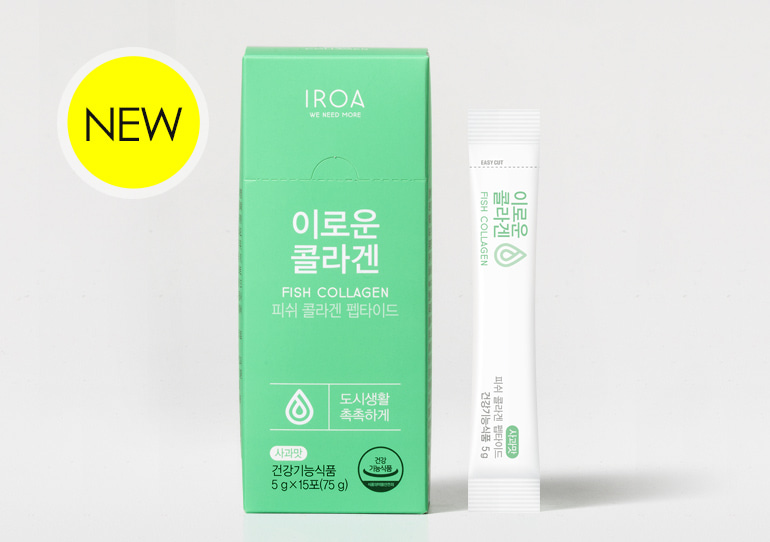 NEW
IROA
WE NEED MORE
이로운
콜라겐
FISH COLLAGEN
피쉬 콜라겐 펩타이드
도시생활
촉촉하게
사과맛
건강기능식품
5 g×15포(75 g)
건강
기능식품
EASY CUT
이로운
콜라겐
FISH COLLAGEN
피쉬 콜라겐 펩타이드
건강기능식품 5g
사과맛